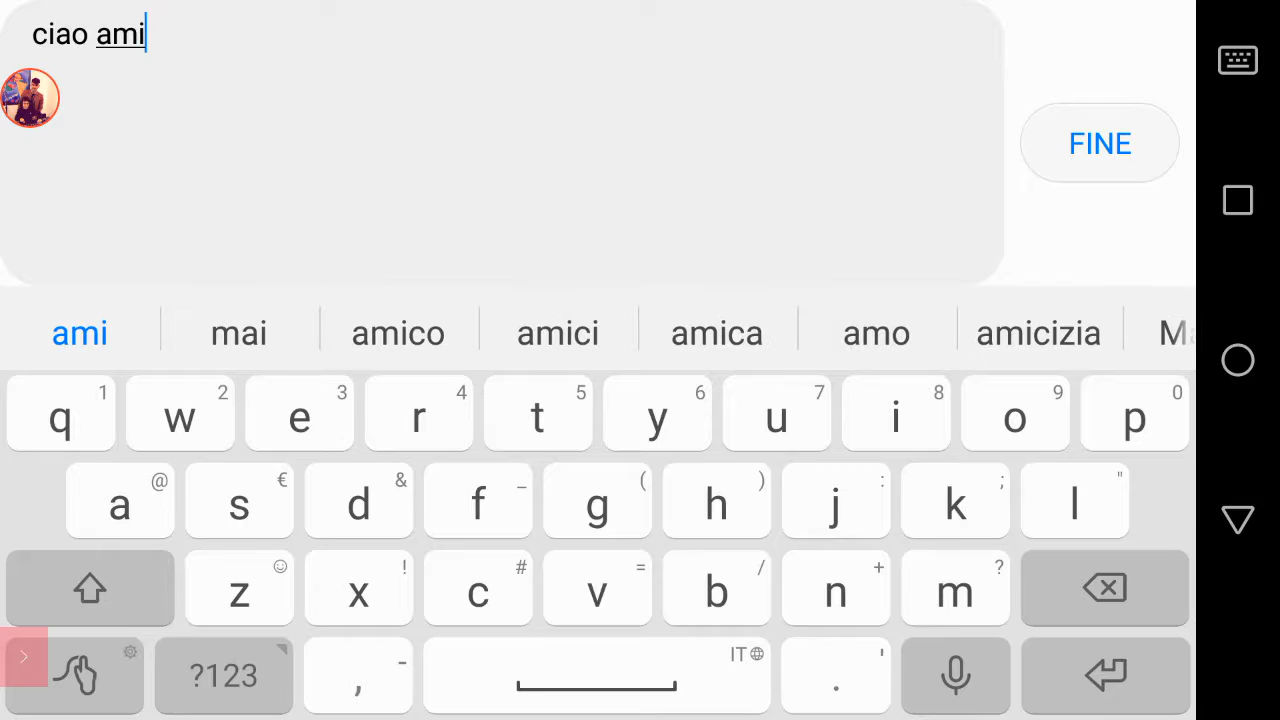 ciao ami
FINE
ami mai amico amici amica amo amicizia
q 1 w 2 e 3 r 4 t 5 y 6 u 7 i 8 o 9 p 0
a @ s € d & f _ g ( h ) j : k ; l "
z x ! c # v = b / n + m ?
?123 , - IT . '